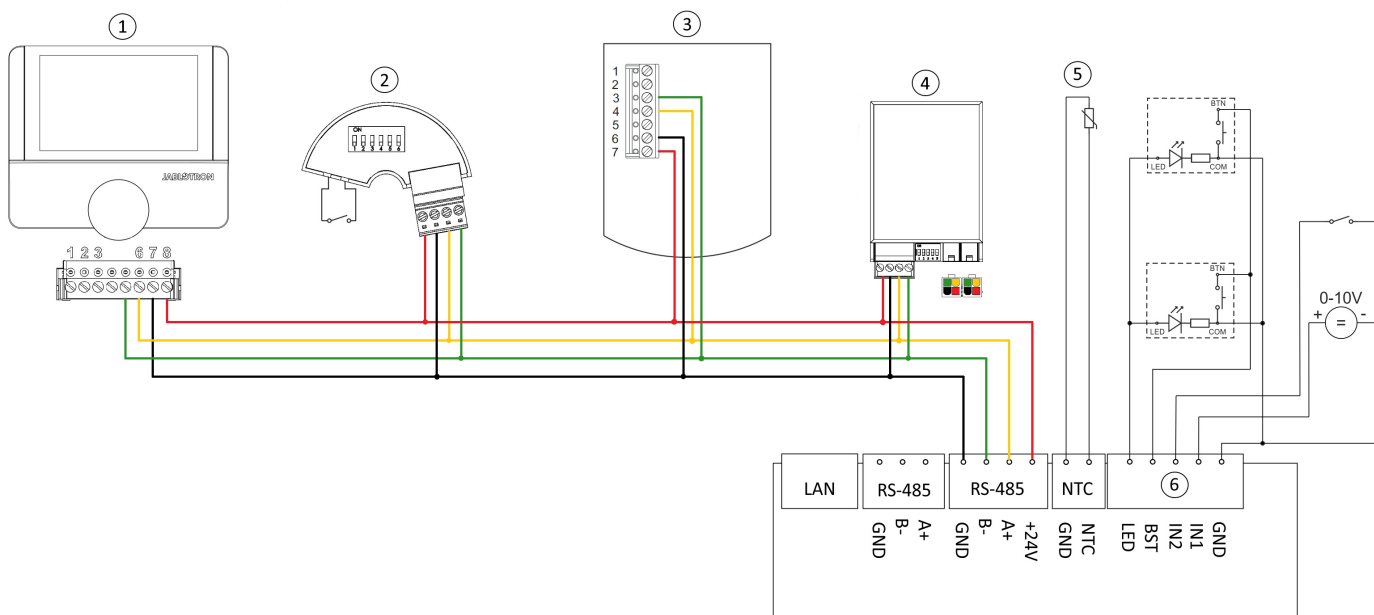 1
2
3
4
5
JABLOTRON
ON
1 2 3 4 5 6
1
2
3
4
5
6
7
1 2 3 6 7 8
BTN
LED
COM
BTN
LED
COM
0-10V
+ = -
LAN
RS-485
RS-485
NTC
6
GND
B-
A+
GND
B-
A+
+24V
GND
NTC
LED
BST
IN2
IN1
GND